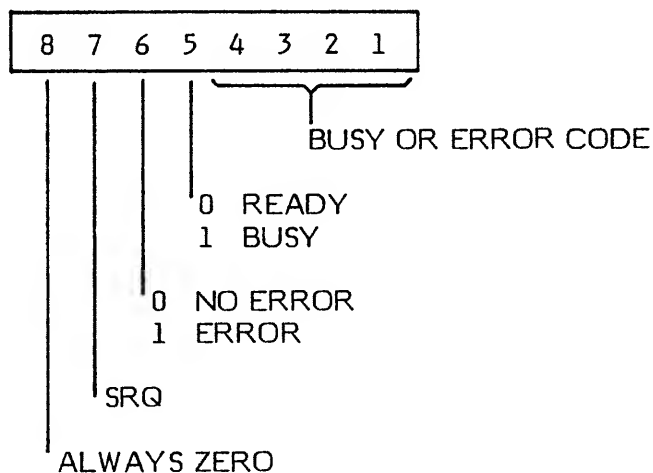 8 7 6 5 4 3 2 1
BUSY OR ERROR CODE
0 READY
1 BUSY
0 NO ERROR
1 ERROR
SRQ
ALWAYS ZERO